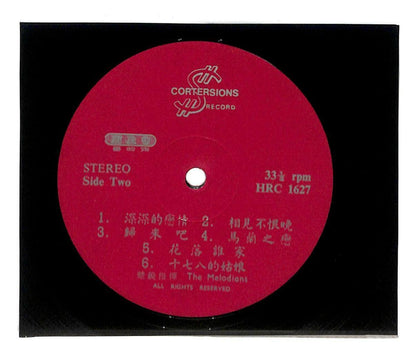 CORTERSIONS
RECORD
STEREO
Side Two
33⅓ rpm
HRC 1627
1. 深深的戀情 2. 相見不恨晚
3. 歸來吧 4. 馬蘭之戀
5. 花落誰家
6. 十七八的姑娘
The Melodians
ALL RIGHTS RESERVED